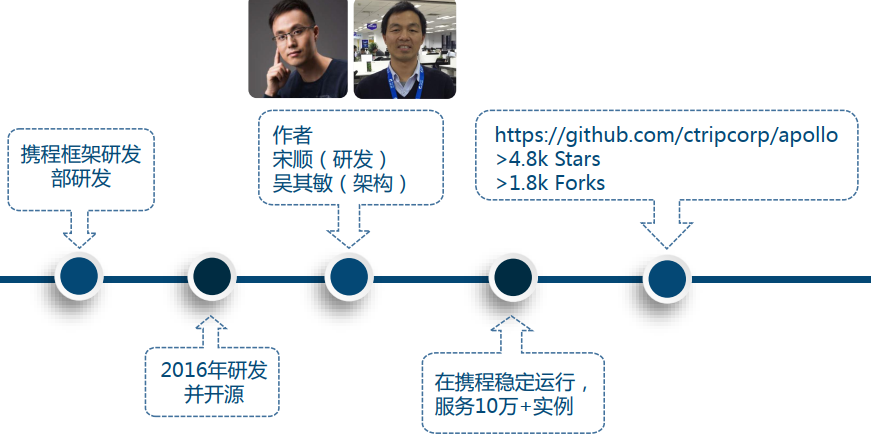 携程框架研发
部研发
2016年研发
并开源
作者
宋顺（研发）
吴其敏（架构）
在携程稳定运行，
服务10万+实例
https://github.com/ctripcorp/apollo
>4.8k Stars
>1.8k Forks